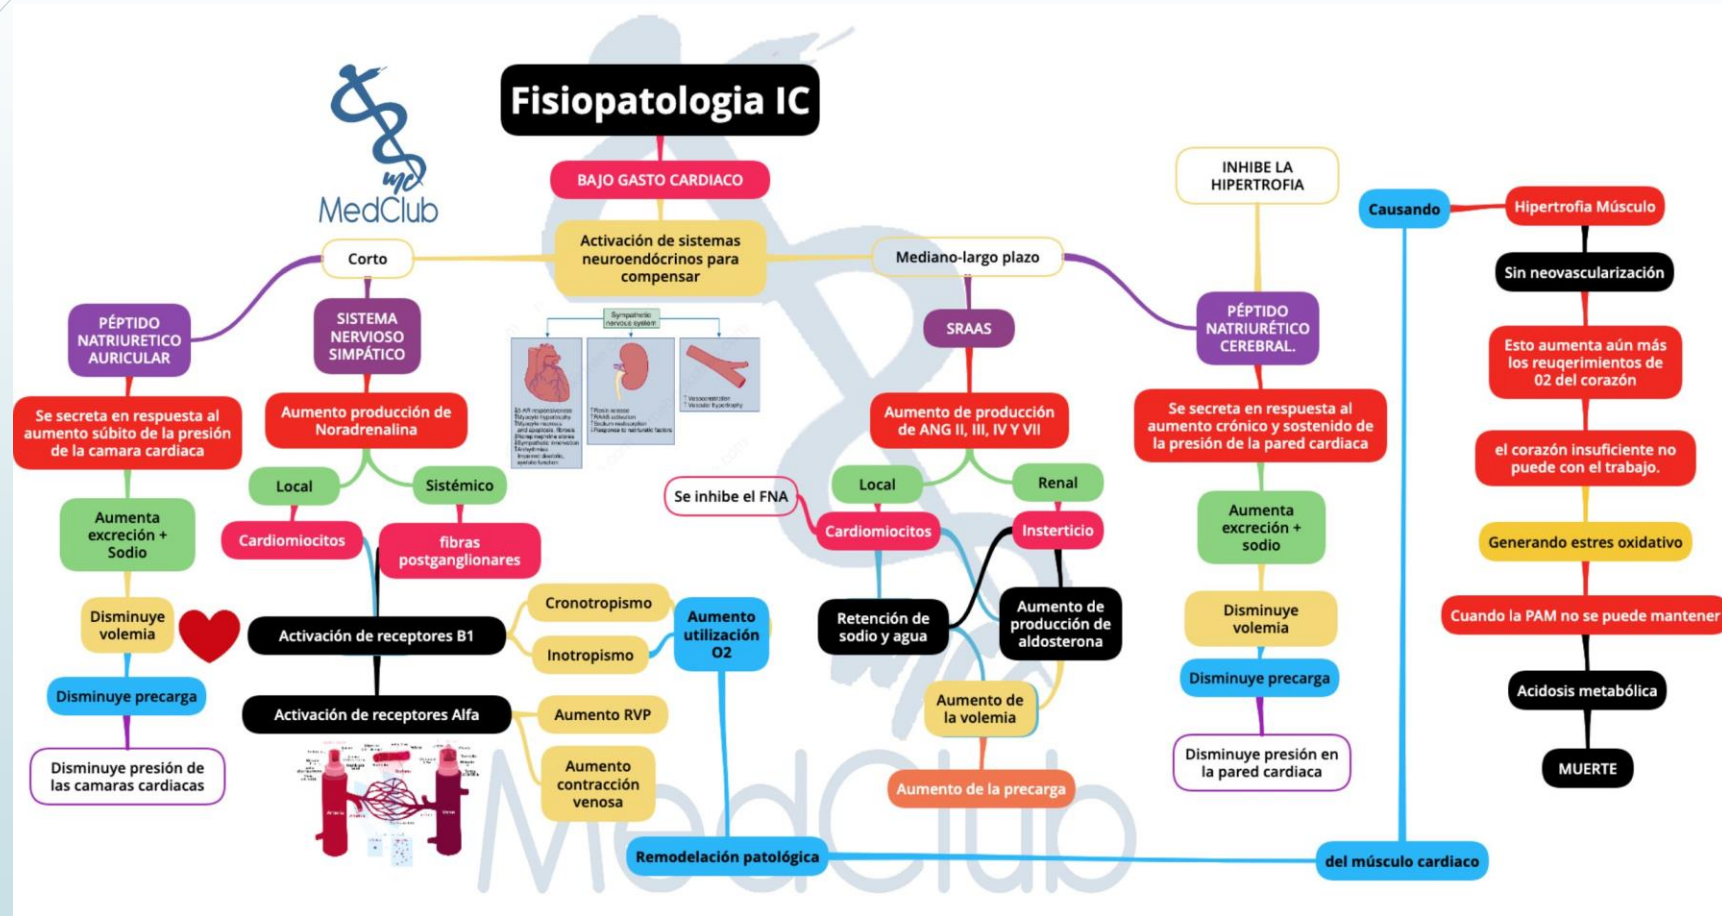 Fisiopatologia IC
MedClub
BAJO GASTO CARDIACO
Activación de sistemas
neuroendócrinos para
compensar
Corto
Mediano-largo plazo
PÉPTIDO
NATRIURETICO
AURICULAR
Se secreta en respuesta al
aumento súbito de la presión
de la camara cardiaca
Aumenta
excreción +
Sodio
Disminuye
volemia
Disminuye precarga
Disminuye presión de
las camaras cardiacas
SISTEMA
NERVIOSO
SIMPÁTICO
Aumento producción de
Noradrenalina
Local
Sistémico
Cardiomiocitos
fibras
postganglionares
Activación de receptores B1
Cronotropismo
Inotropismo
Aumento
utilización
O2
Activación de receptores Alfa
Aumento RVP
Aumento
contracción
venosa
Sympathetic
nervous system
SRAAS
Aumento de producción
de ANG II, III, IV Y VII
Local
Renal
Se inhibe el FNA
Cardiomiocitos
Insterticio
Retención de
sodio y agua
Aumento de
producción de
aldosterona
Aumento de
la volemia
Aumento de la precarga
INHIBE LA
HIPERTROFIA
PÉPTIDO
NATRIURÉTICO
CEREBRAL.
Se secreta en respuesta al
aumento crónico y sostenido de
la presión de la pared cardiaca
Aumenta
excreción +
sodio
Disminuye
volemia
Disminuye precarga
Disminuye presión en
la pared cardiaca
Remodelación patológica
del músculo cardiaco
Causando
Hipertrofia Músculo
Sin neovascularización
Esto aumenta aún más
los reuqerimientos de
02 del corazón
el corazón insuficiente no
puede con el trabajo.
Generando estres oxidativo
Cuando la PAM no se puede mantener
Acidosis metabólica
MUERTE
MedClub